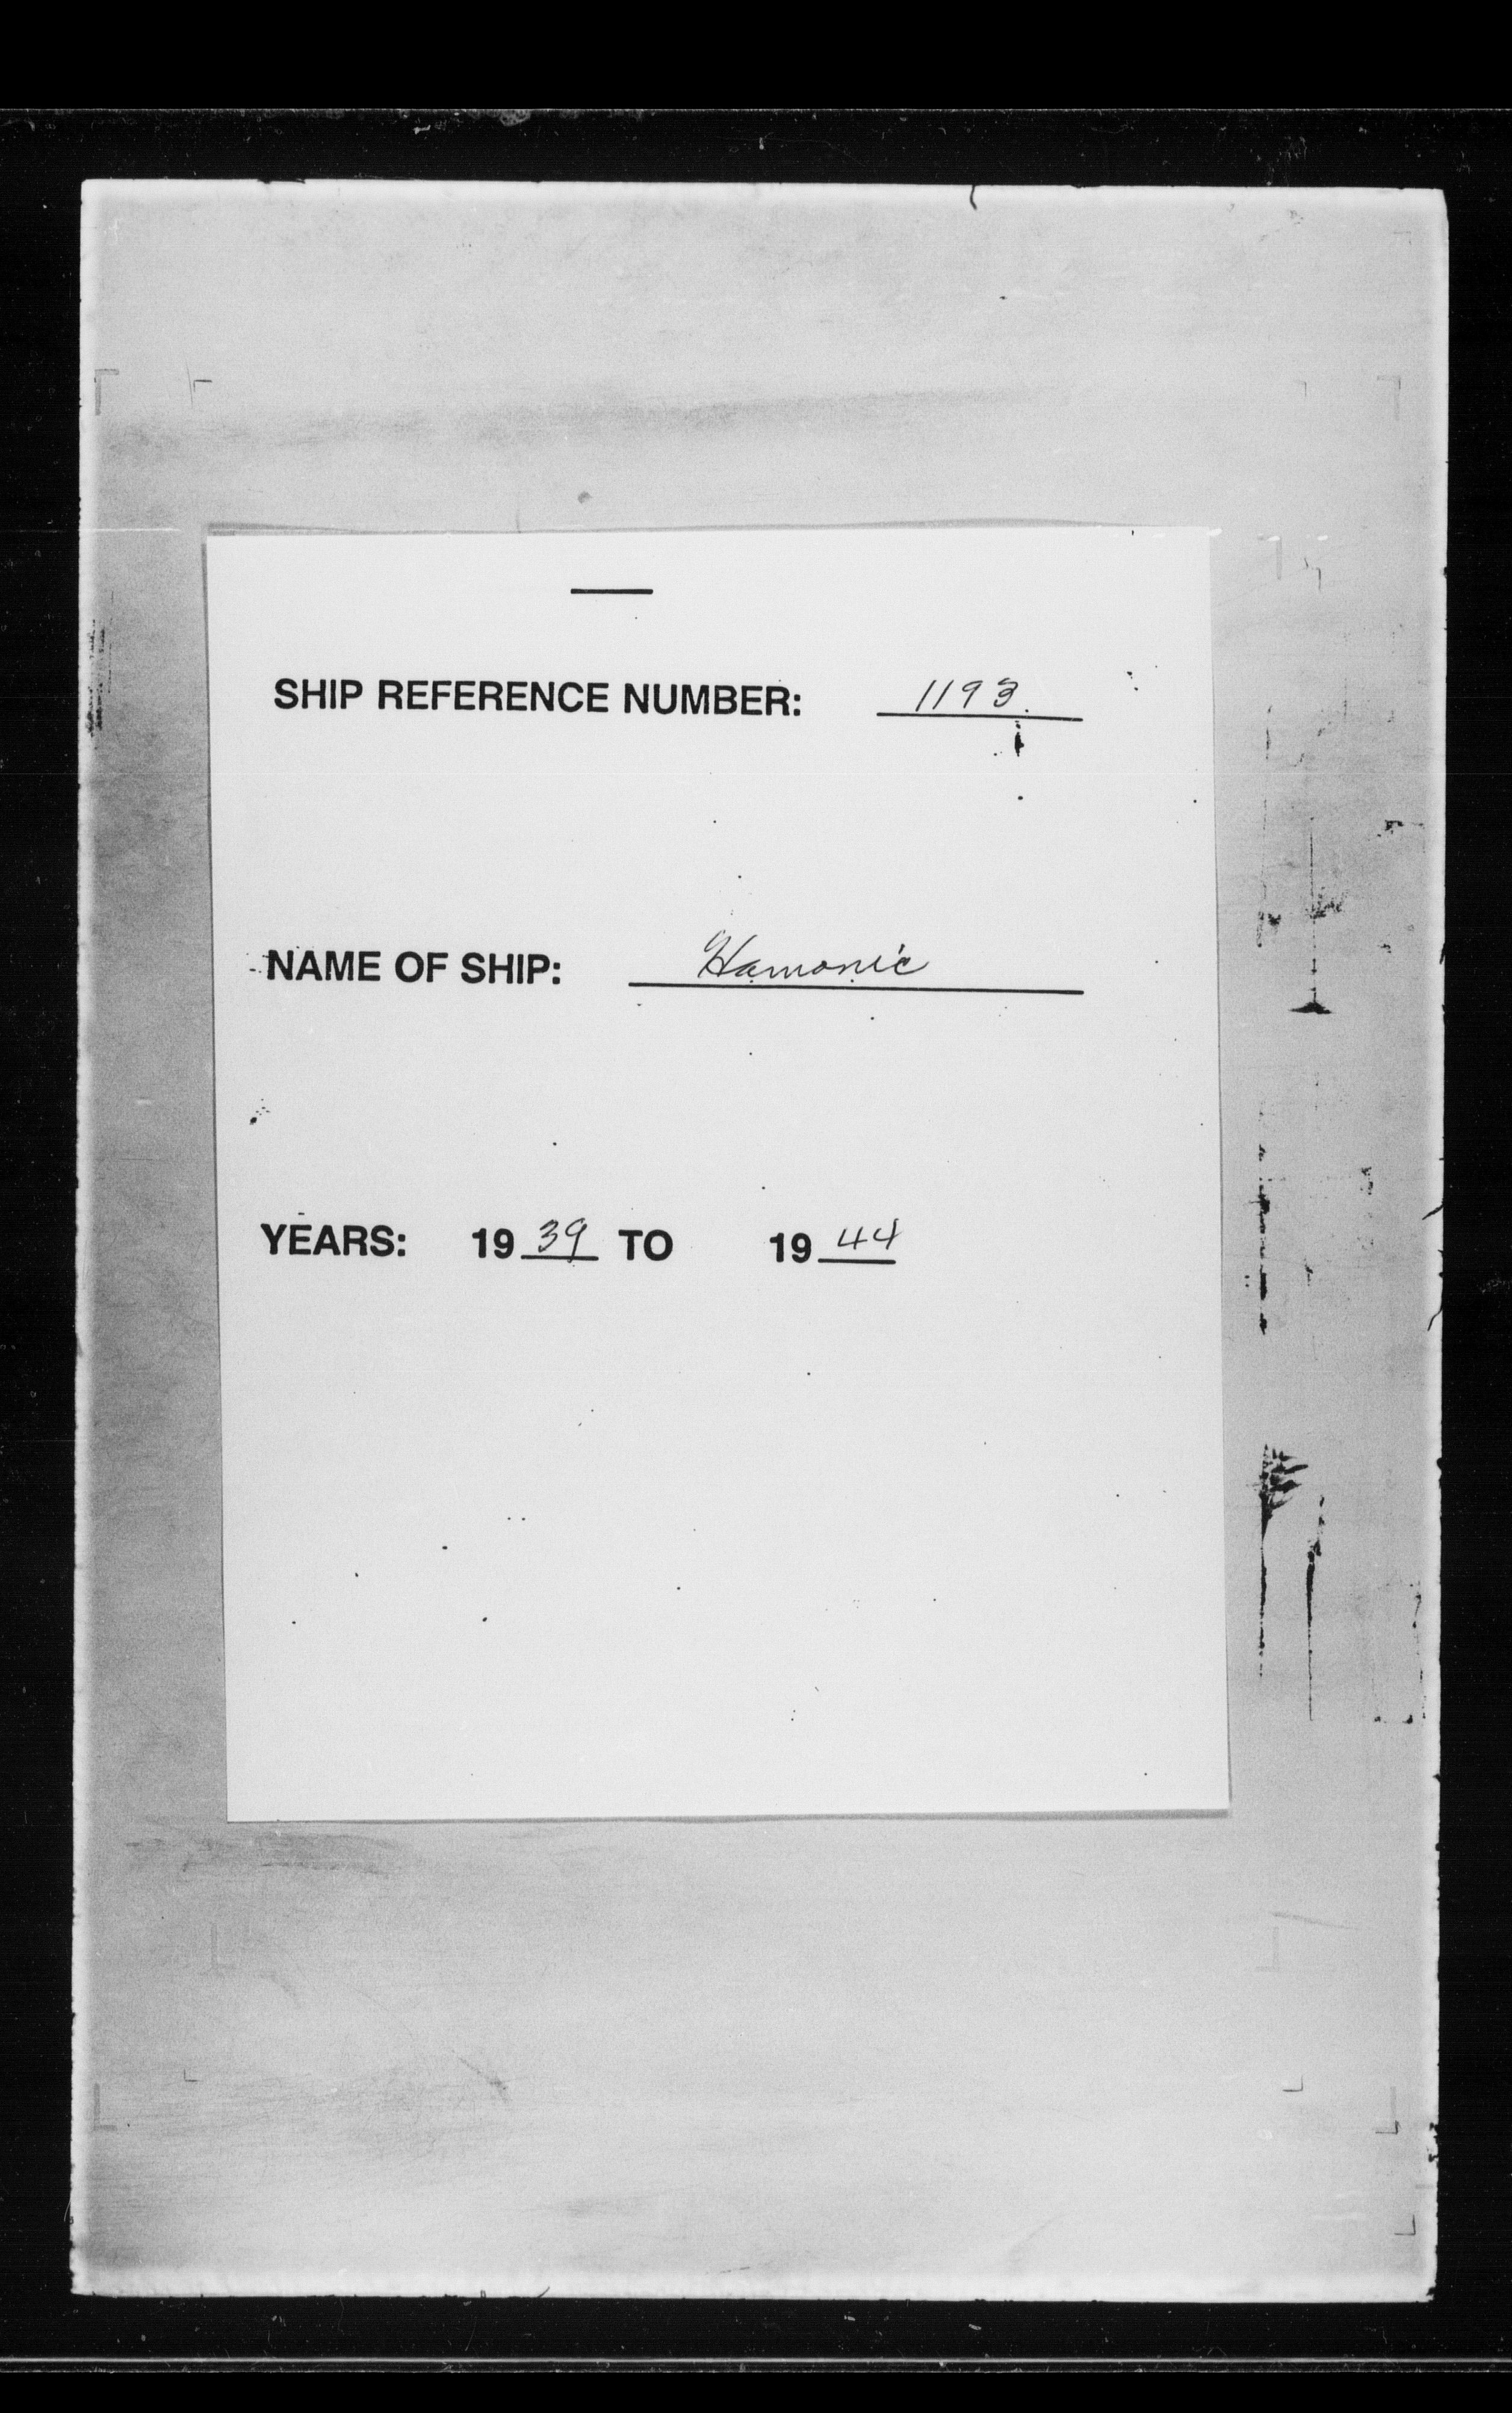 SHIP REFERENCE NUMBER: 1193.
NAME OF SHIP: Hamonic
YEARS: 1939 TO 1944